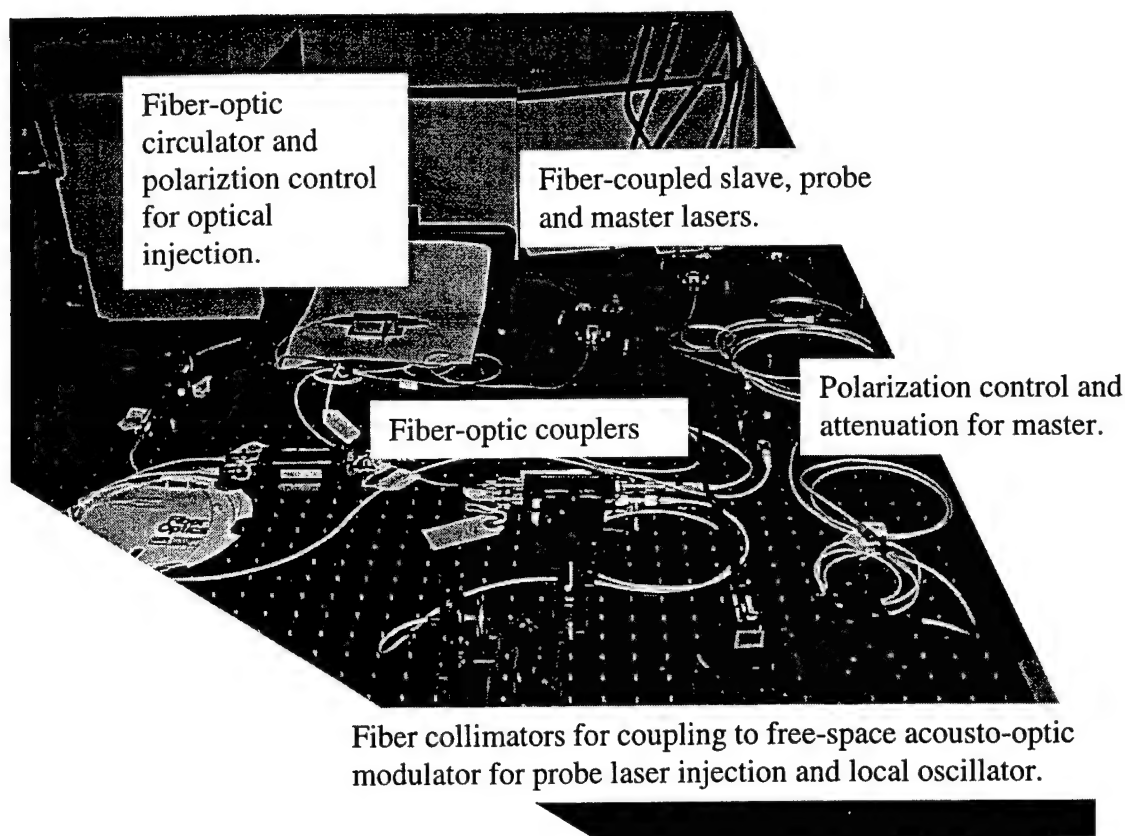 Fiber-optic
circulator and
polariztion control
for optical
injection.
Fiber-coupled slave, probe
and master lasers.
Polarization control and
attenuation for master.
Fiber-optic couplers
Fiber
Optics
Fiber collimators for coupling to free-space acousto-optic
modulator for probe laser injection and local oscillator.